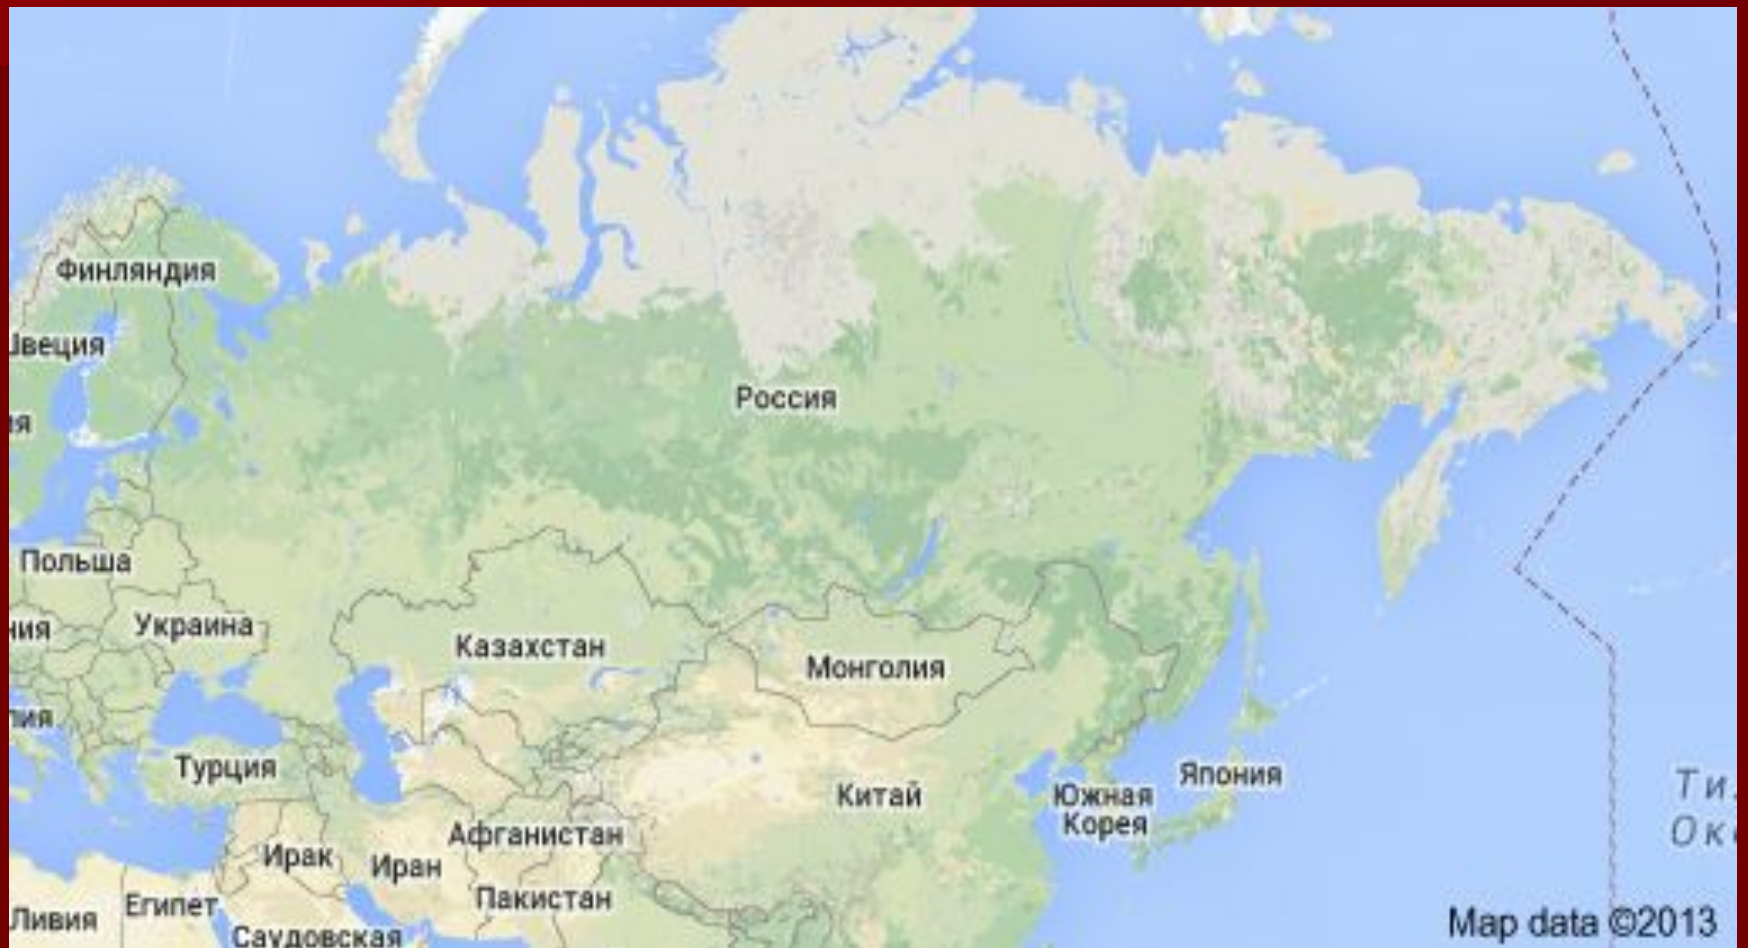 Финляндия
Швеция
Россия
Польша
Украина
Казахстан
Монголия
Турция
Китай
Южная
Корея
Япония
Афганистан
Ирак
Иран
Пакистан
Египет
Ливия
Саудовская
Map data ©2013